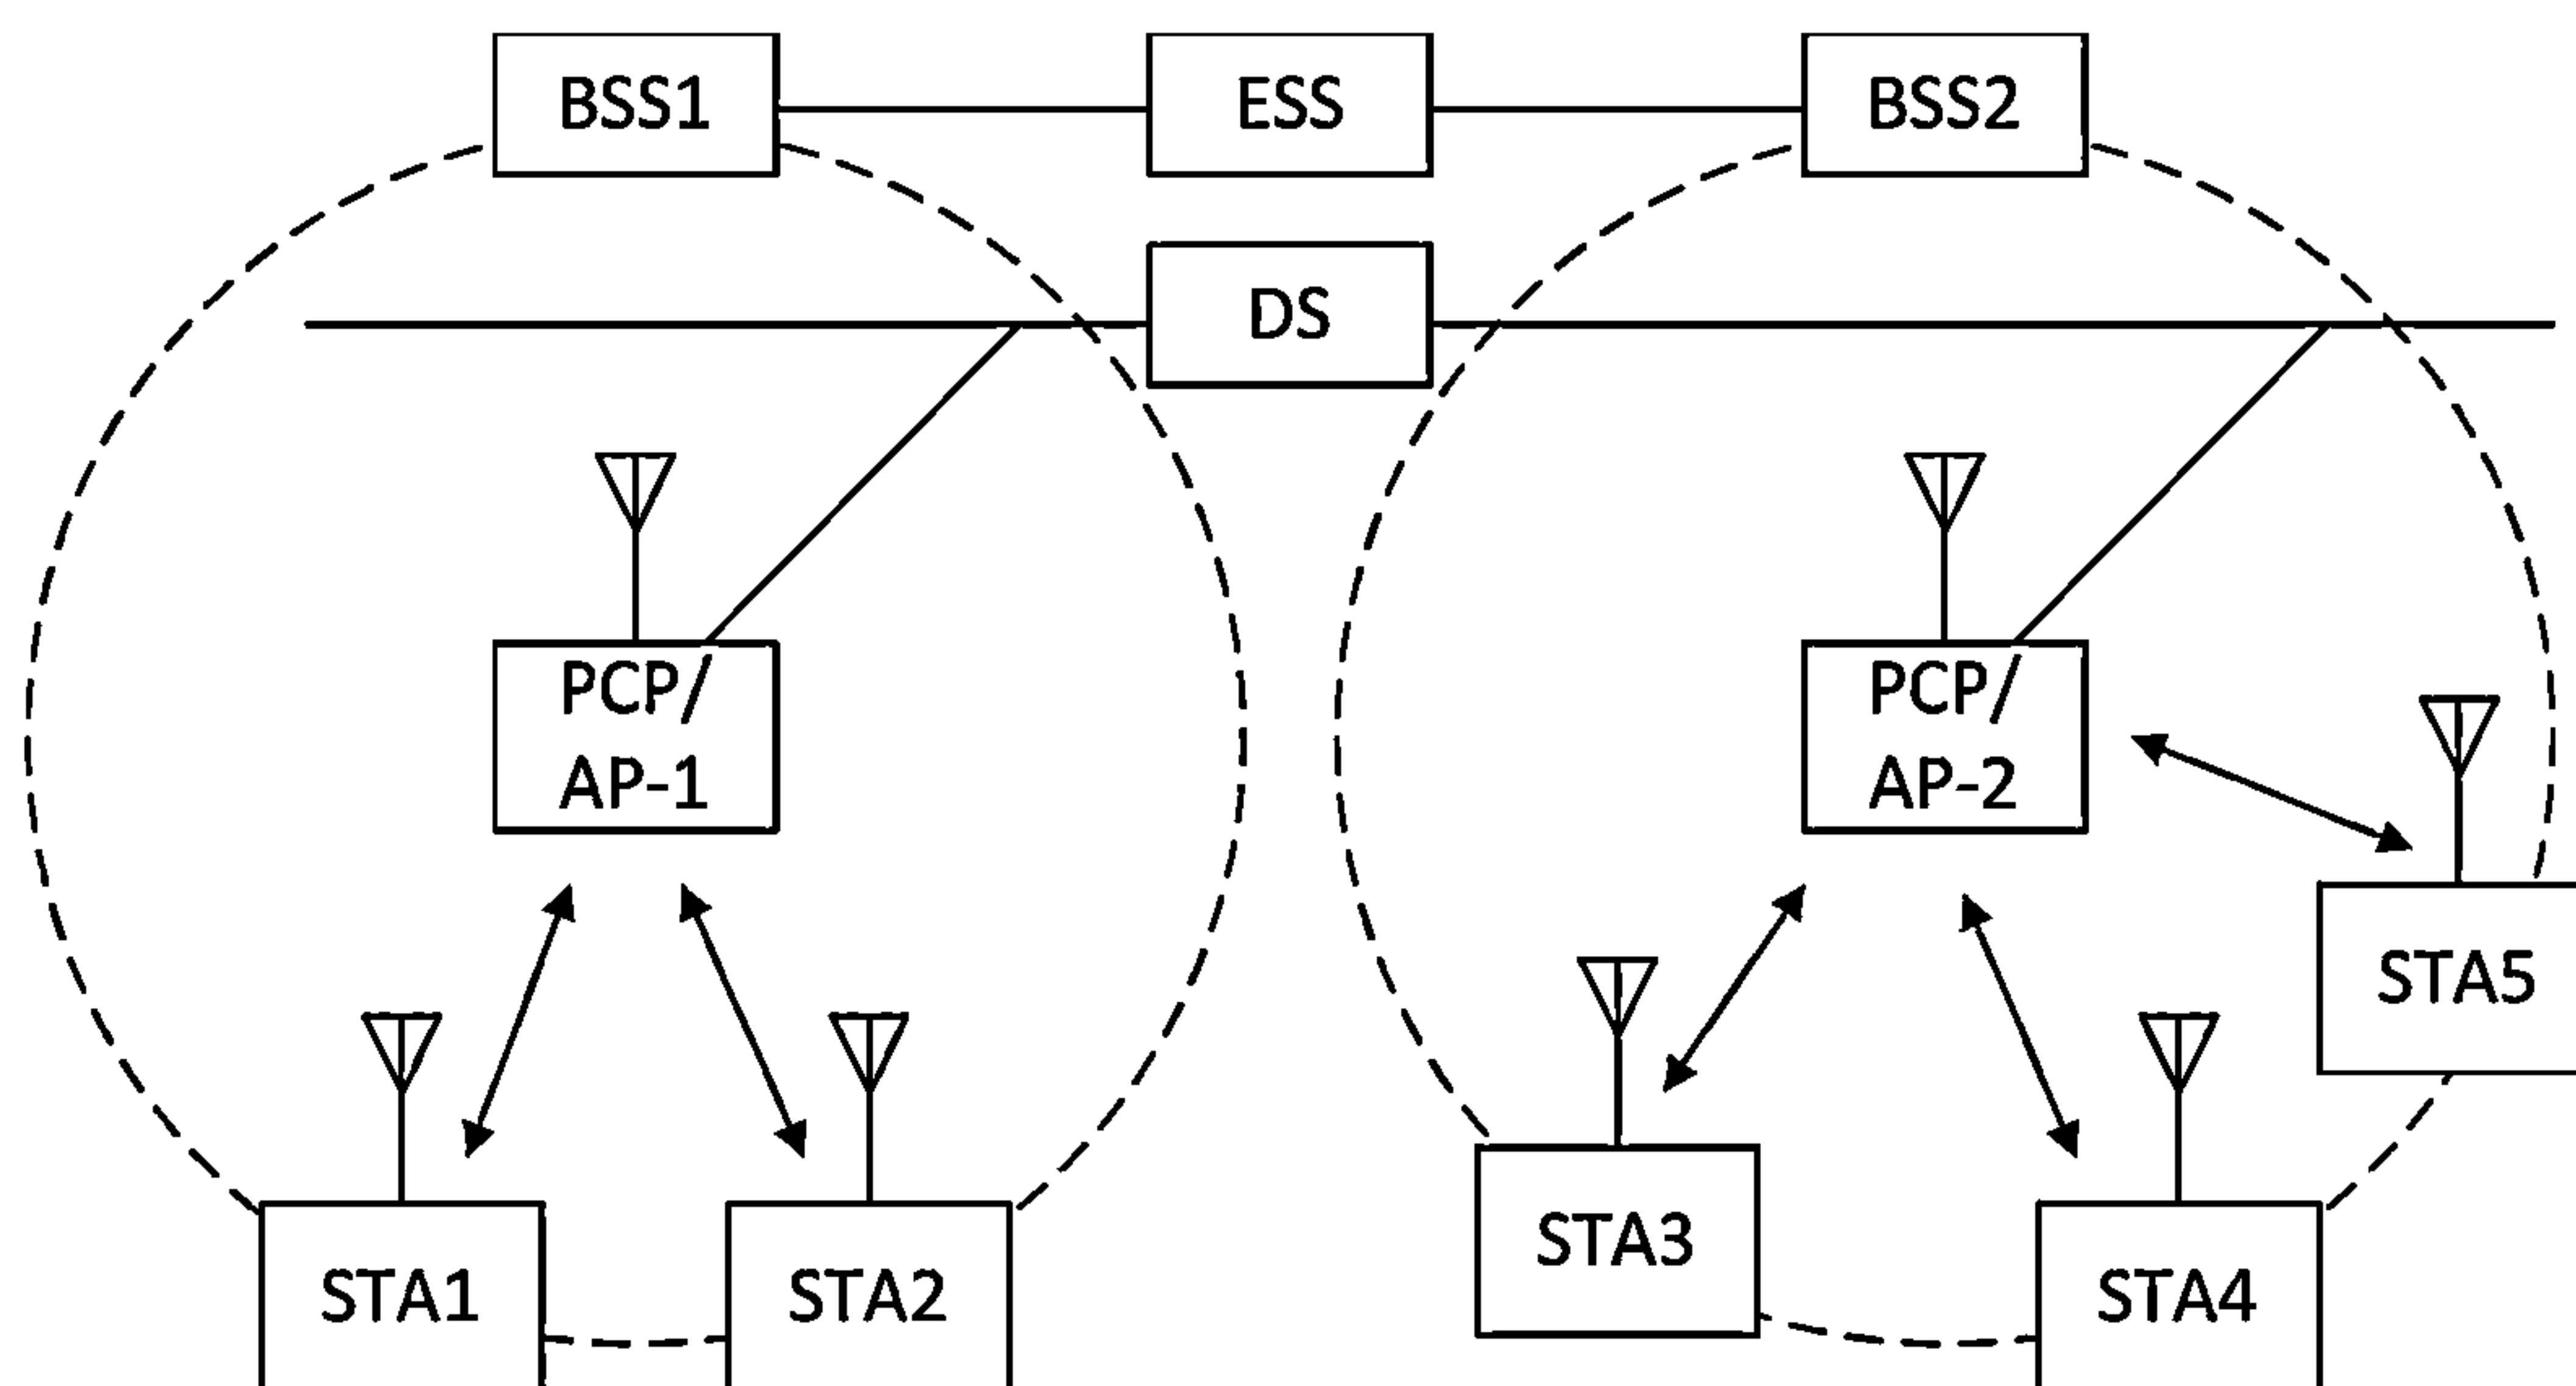 BSS1
ESS
BSS2
DS
PCP/
AP-1
PCP/
AP-2
STA5
STA3
STA1
STA2
STA4